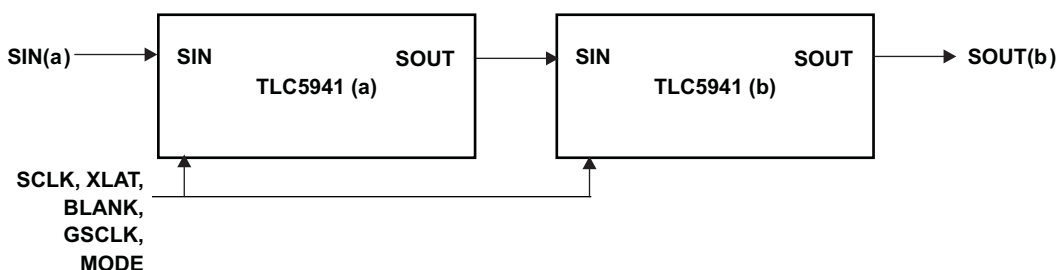 SIN(a)
SIN
SOUT
TLC5941 (a)
SIN
SOUT
TLC5941 (b)
SOUT(b)
SCLK, XLAT,
BLANK,
GSCLK,
MODE